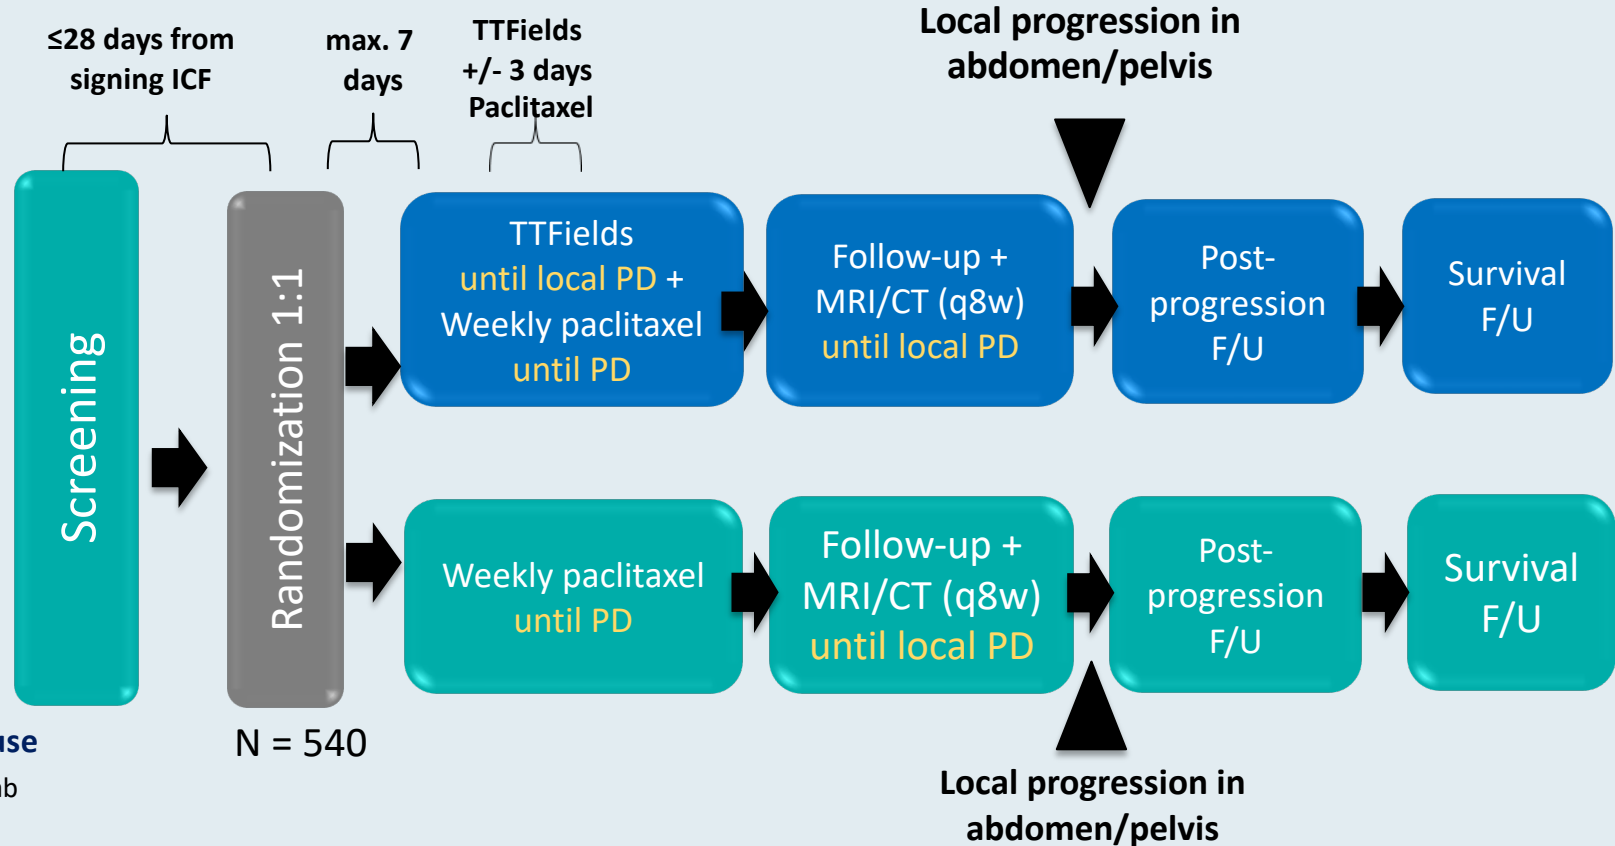 ≤28 days from
signing ICF
max. 7
days
TTFields
+/- 3 days
Paclitaxel
Local progression in
abdomen/pelvis
Screening
Randomization 1:1
N = 540
TTFields
until local PD +
Weekly paclitaxel
until PD
Follow-up +
MRI/CT (q8w)
until local PD
Post-
progression
F/U
Survival
F/U
Weekly paclitaxel
until PD
Follow-up +
MRI/CT (q8w)
until local PD
Post-
progression
F/U
Survival
F/U
Local progression in
abdomen/pelvis